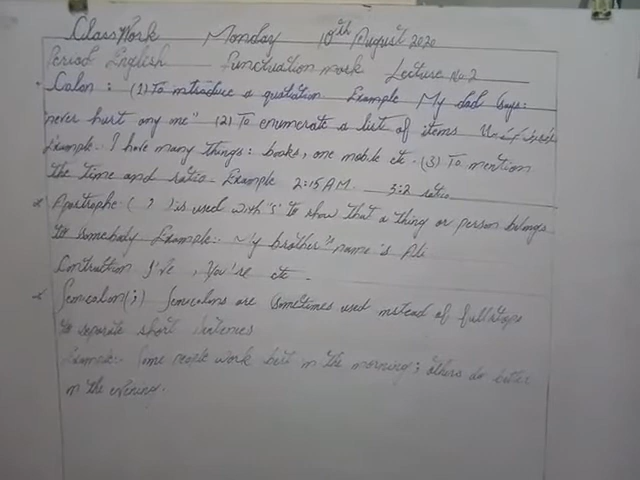 ClassWork Monday 10th August 2020
Period English Punctuation mark Lecture No 2
Colon : (1) To introduce a quotation Example My dad says:
never hurt any one" (2) To enumerate a list of items
Example:- I have many things: books, one mobile etc. (3) To mention
the time and ratio - Example 2:15 AM. 3:2 ratio
Apostrophe ( ' ) is used with 's' to show that a thing or person belongs
to somebody Example:- My brother's name is Ali
Contraction I've , You're etc .
Semicolon(;) Semicolons are sometimes used instead of full stops
to separate short
Example:- Some people work best in the morning; others do better
in the evening.